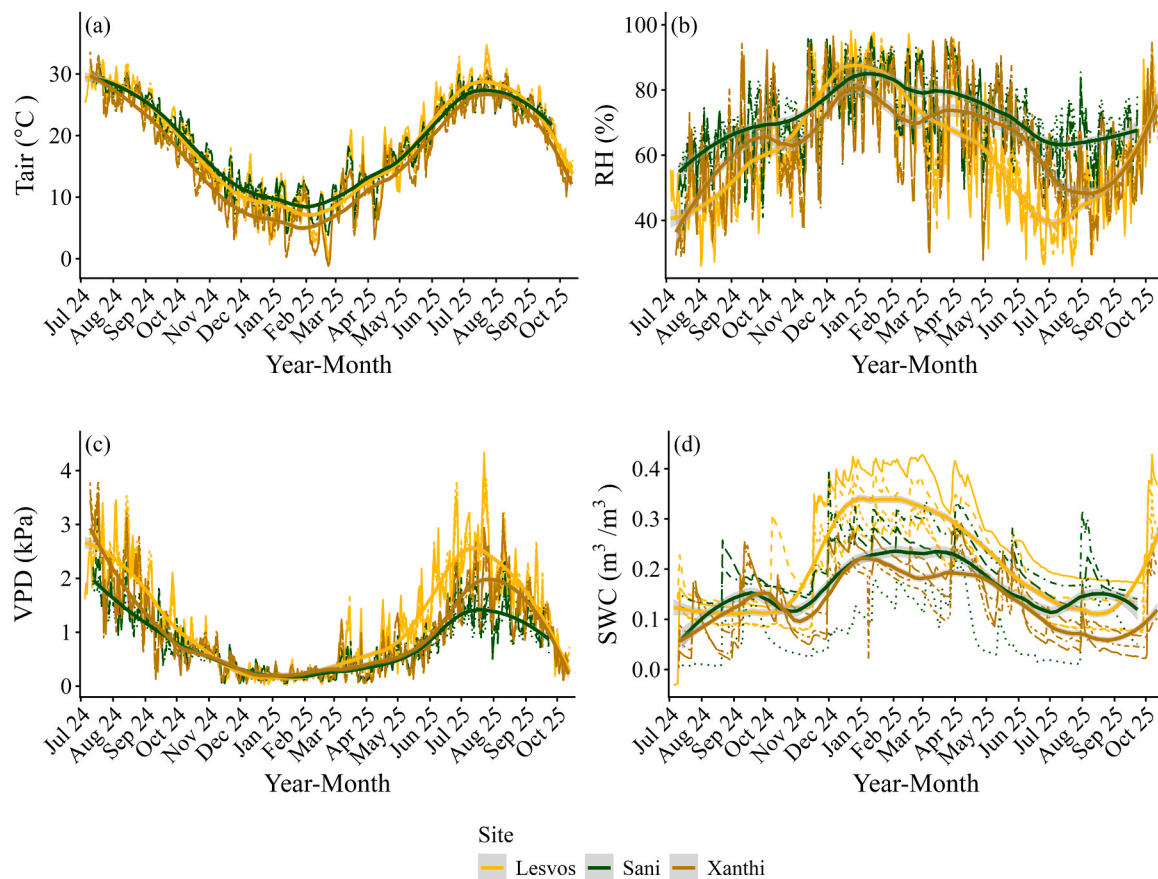 (a)
30
20
10
0
Tair (°C )
Jul 24
Aug 24
Sep 24
Oct 24
Nov 24
Dec 24
Jan 25
Feb 25
Mar 25
Apr 25
May 25
Jun 25
Jul 25
Aug 25
Sep 25
Oct 25
Year-Month
(b)
100
80
60
40
RH (%)
Jul 24
Aug 24
Sep 24
Oct 24
Nov 24
Dec 24
Jan 25
Feb 25
Mar 25
Apr 25
May 25
Jun 25
Jul 25
Aug 25
Sep 25
Oct 25
Year-Month
(c)
4
3
2
1
0
VPD (kPa)
Jul 24
Aug 24
Sep 24
Oct 24
Nov 24
Dec 24
Jan 25
Feb 25
Mar 25
Apr 25
May 25
Jun 25
Jul 25
Aug 25
Sep 25
Oct 25
Year-Month
(d)
0.4
0.3
0.2
0.1
0.0
SWC (m³ /m³ )
Jul 24
Aug 24
Sep 24
Oct 24
Nov 24
Dec 24
Jan 25
Feb 25
Mar 25
Apr 25
May 25
Jun 25
Jul 25
Aug 25
Sep 25
Oct 25
Year-Month
Site
Lesvos Sani Xanthi